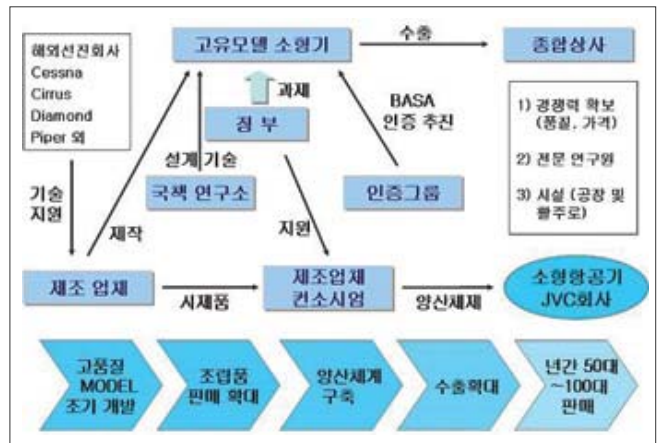 해외선진회사
Cessna
Cirrus
Diamond
Piper 외
고유모델 소형기
수출
종합상사
과제
정 부
BASA
인증 추진
1) 경쟁력 확보
(품질. 가격)
2) 전문 연구원
3) 시설 (공장 및
활주로)
설계 기술
국책 연구소
인증그룹
기술
지원
제작
지원
제조 업체
시제품
제조업체
컨소시엄
양산체제
소형항공기
JVC회사
고품질
MODEL
조기 개발
조립품
판매 확대
양산체계
구축
수출확대
년간 50대
~100대
판매